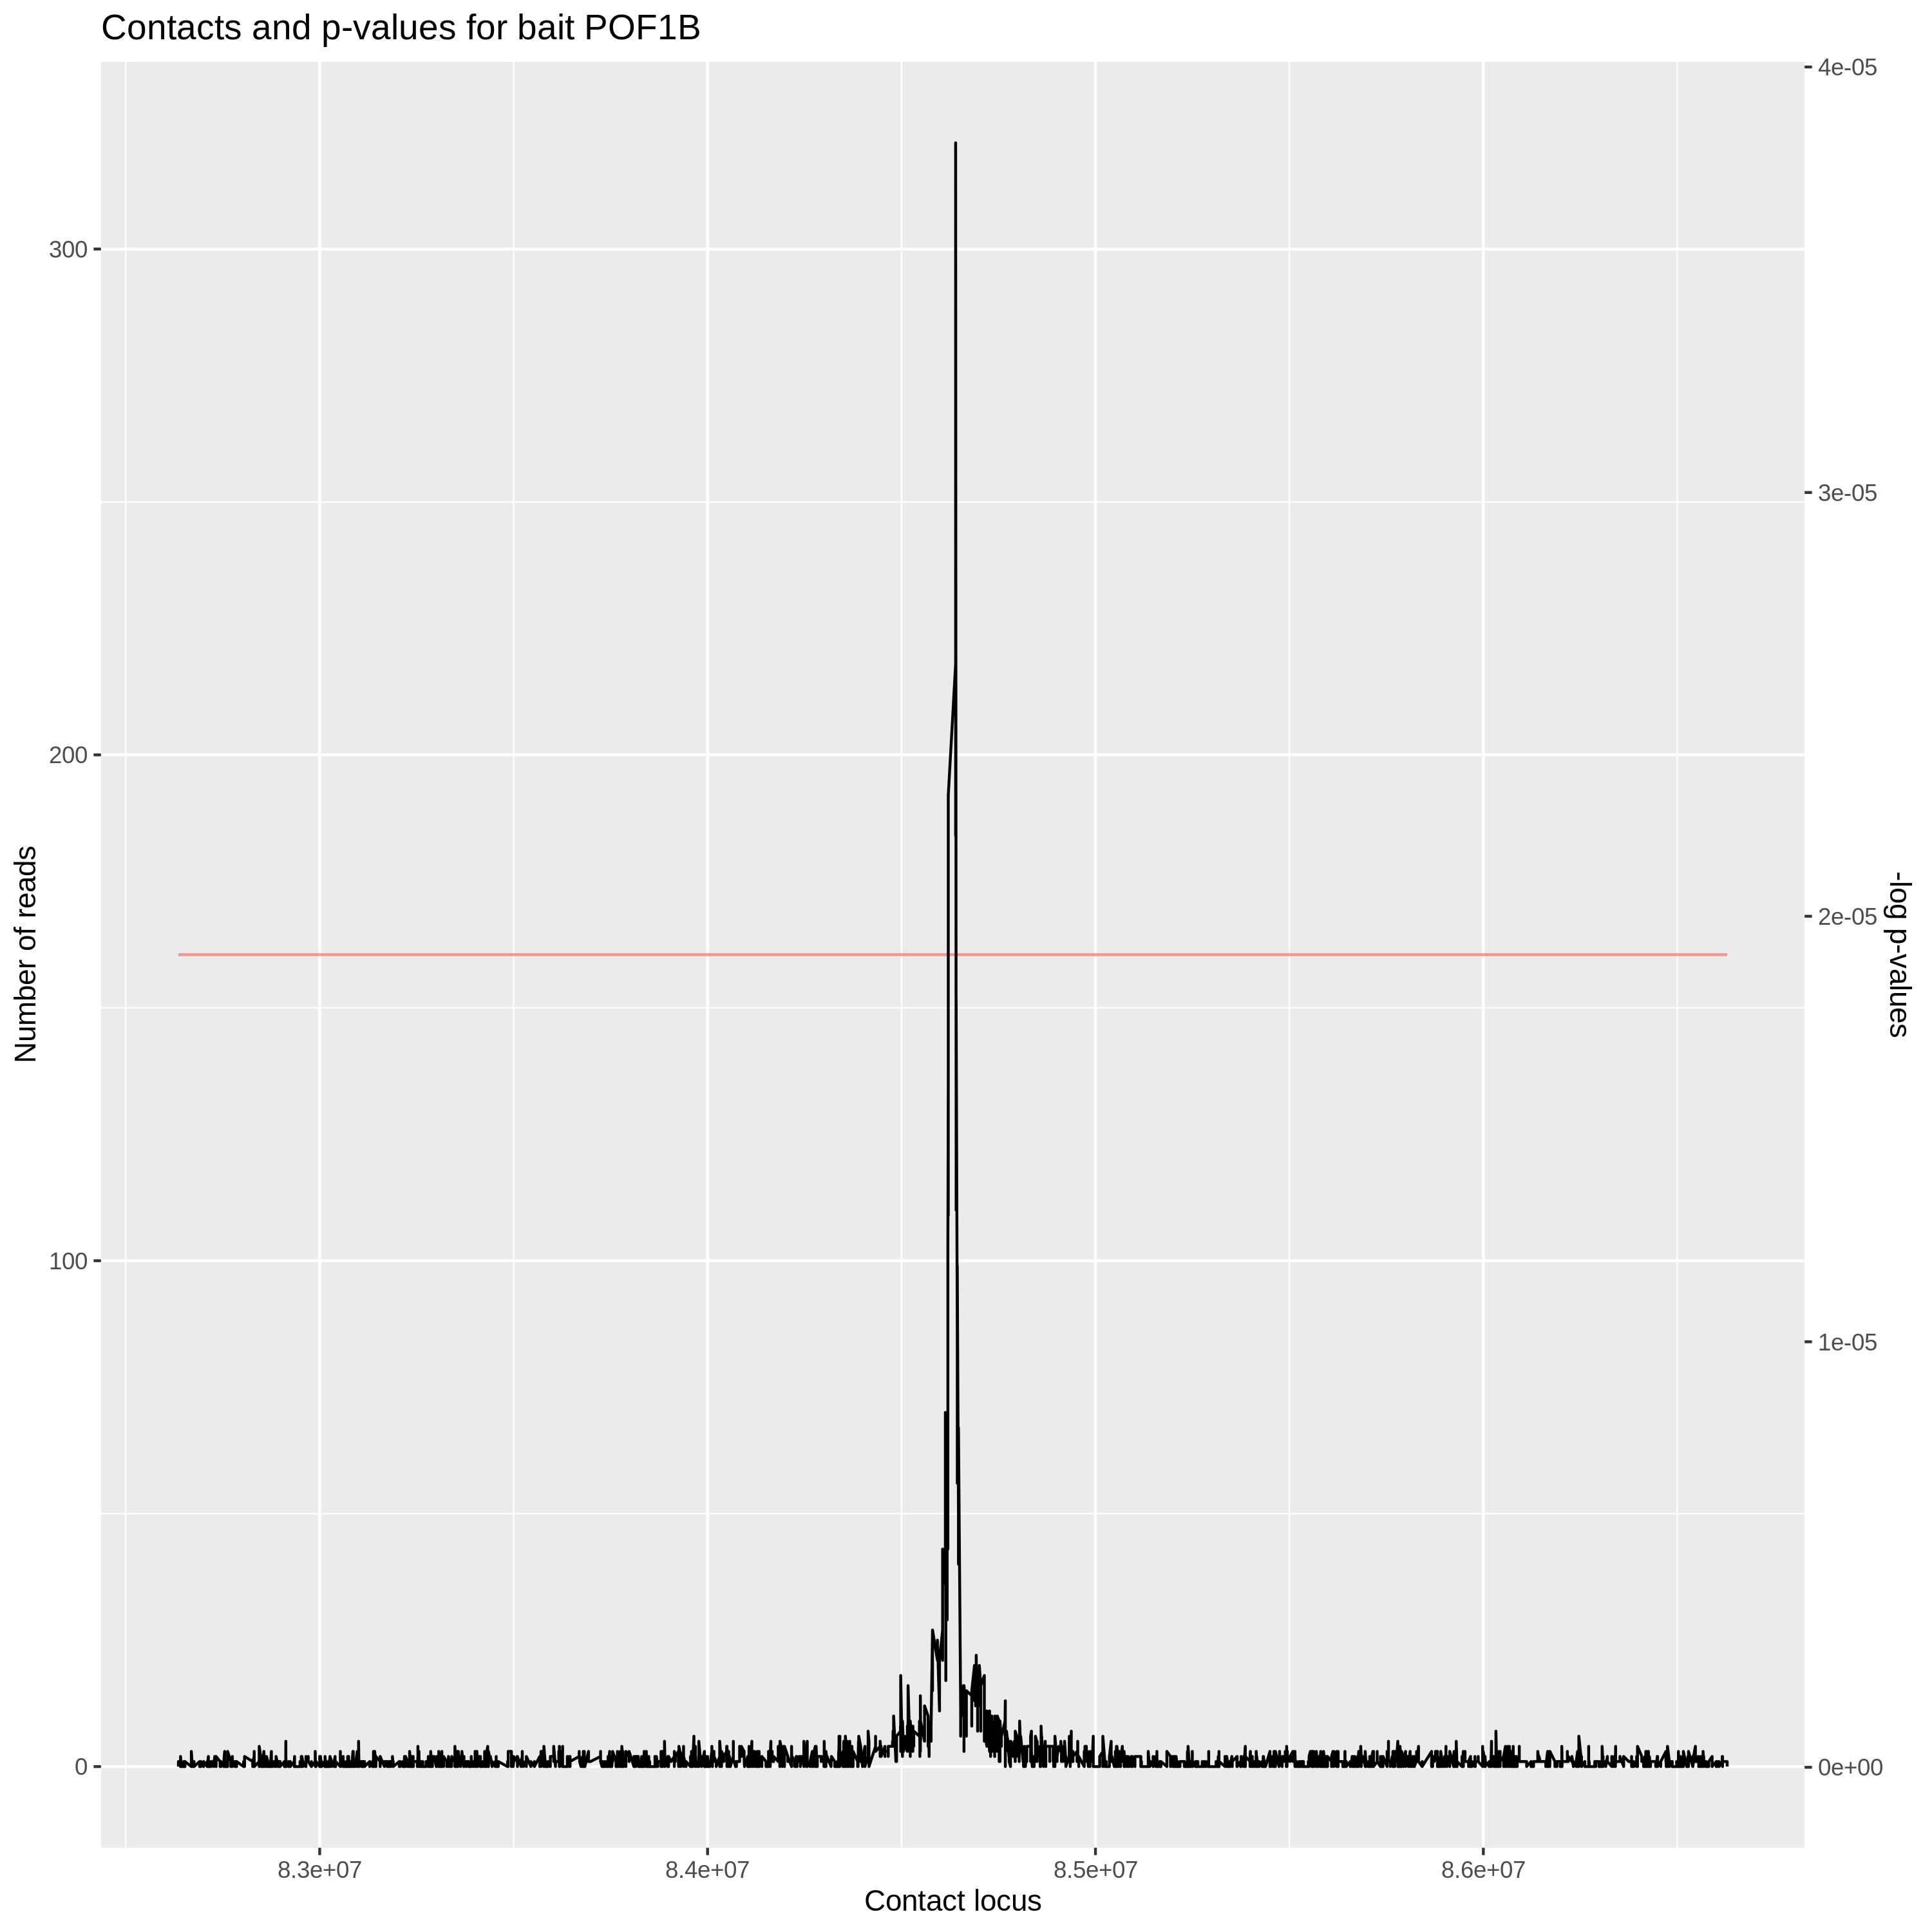 Contacts and p-values for bait POF1B
Number of reads
300
200
100
0
4e-05
3e-05
2e-05
1e-05
0e+00
-log p-values
8.3e+07
8.4e+07
8.5e+07
8.6e+07
Contact locus